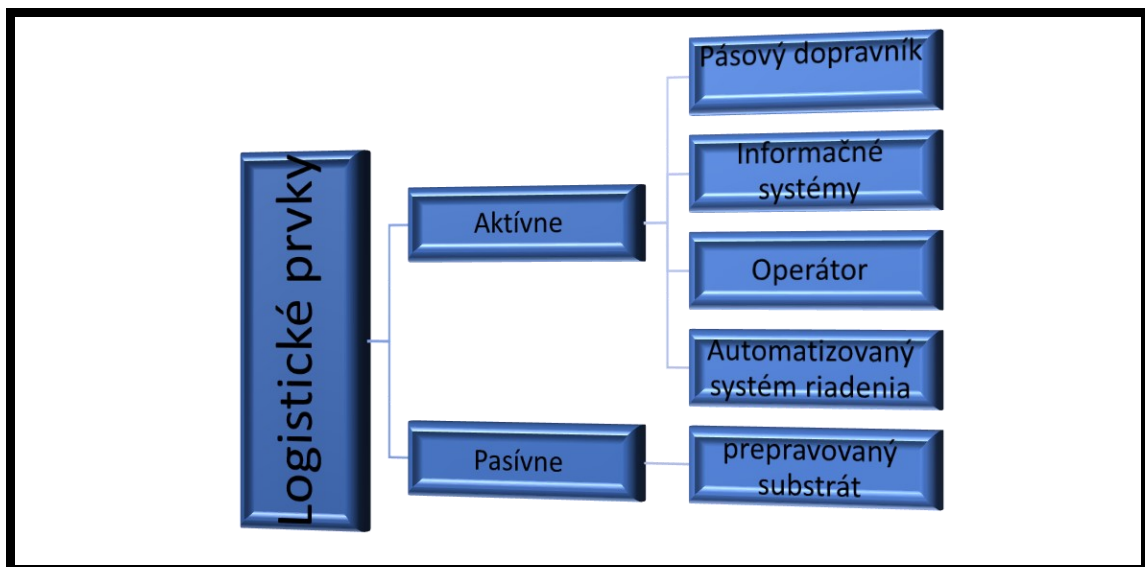 Logistické prvky
Aktívne
Pásový dopravník
Informačné
systémy
Operátor
Automatizovaný
systém riadenia
Pasívne
prepravovaný
substrát